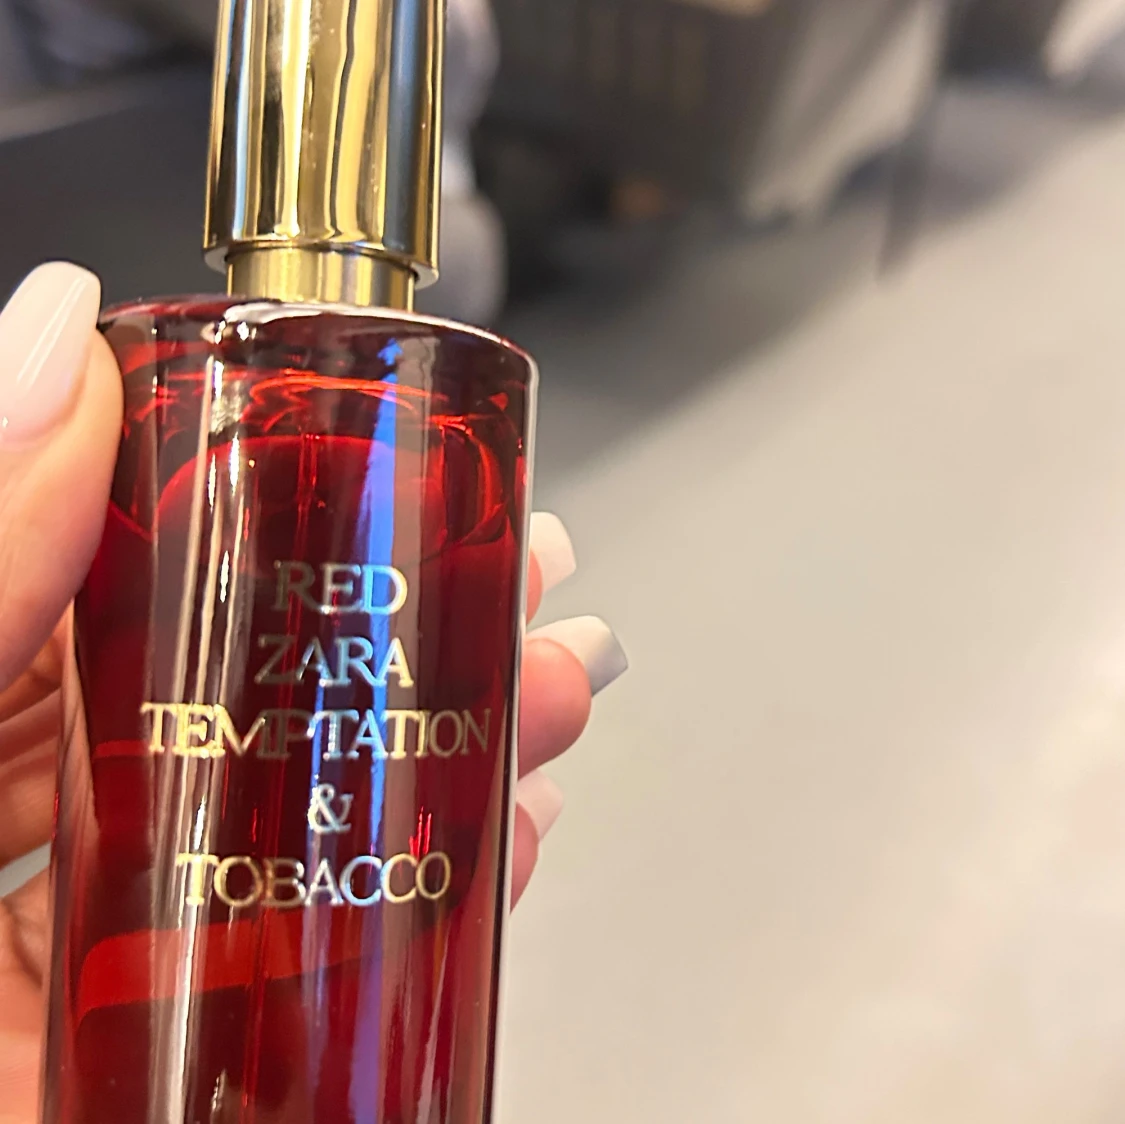 RED
ZARA
TEMPTATION
&
TOBACCO